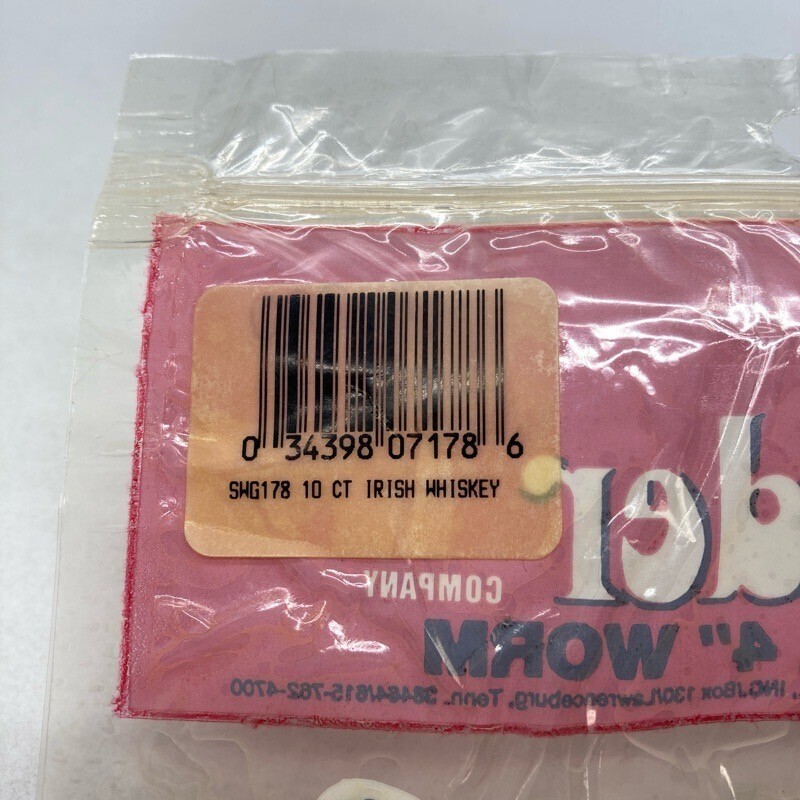 0 34398 07178 6
SWG178 10 CT IRISH WHISKEY
der
COMPANY
4" WORM
, INC./Box 130/Lawrenceburg, Tenn. 38464/615-762-4700